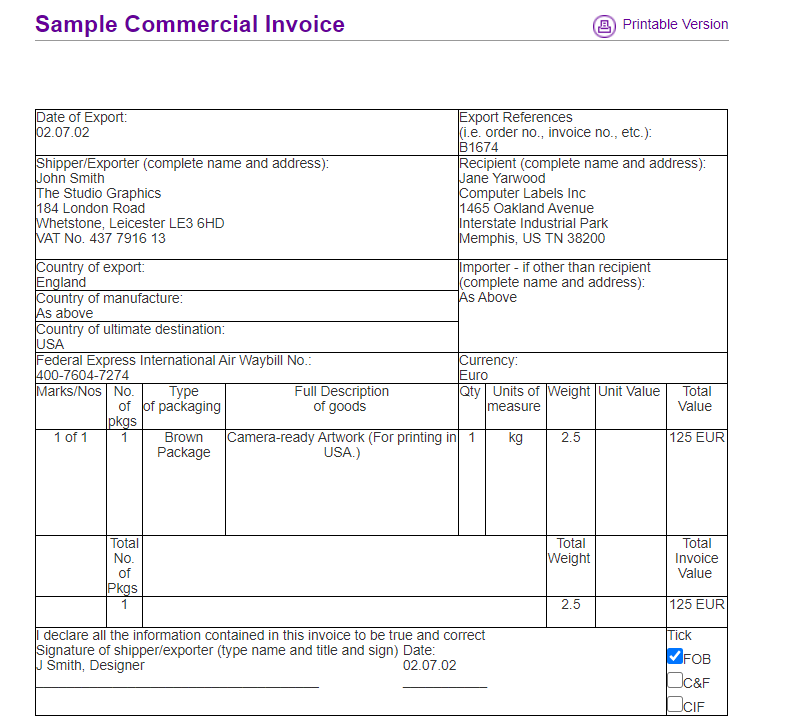 Sample Commercial Invoice
Printable Version
Date of Export:
02.07.02
Export References
(i.e. order no., invoice no., etc.):
B1674
Shipper/Exporter (complete name and address):
John Smith
The Studio Graphics
184 London Road
Whetstone, Leicester LE3 6HD
VAT No. 437 7916 13
Recipient (complete name and address):
Jane Yarwood
Computer Labels Inc
1465 Oakland Avenue
Interstate Industrial Park
Memphis, US TN 38200
Country of export:
England
Country of manufacture:
As above
Country of ultimate destination:
USA
Importer - if other than recipient
(complete name and address):
As Above
Federal Express International Air Waybill No.:
400-7604-7274
Currency:
Euro
Marks/Nos
No.
of
pkgs
Type
of packaging
Full Description
of goods
Qty
Units of
measure
Weight
Unit Value
Total
Value
1 of 1
1
Brown
Package
Camera-ready Artwork (For printing in
USA.)
1
kg
2.5
125 EUR
Total
No.
of
Pkgs
Total
Weight
Total
Invoice
Value
1
2.5
125 EUR
I declare all the information contained in this invoice to be true and correct
Signature of shipper/exporter (type name and title and sign) Date:
J Smith, Designer 02.07.02
Tick
FOB
C&F
CIF